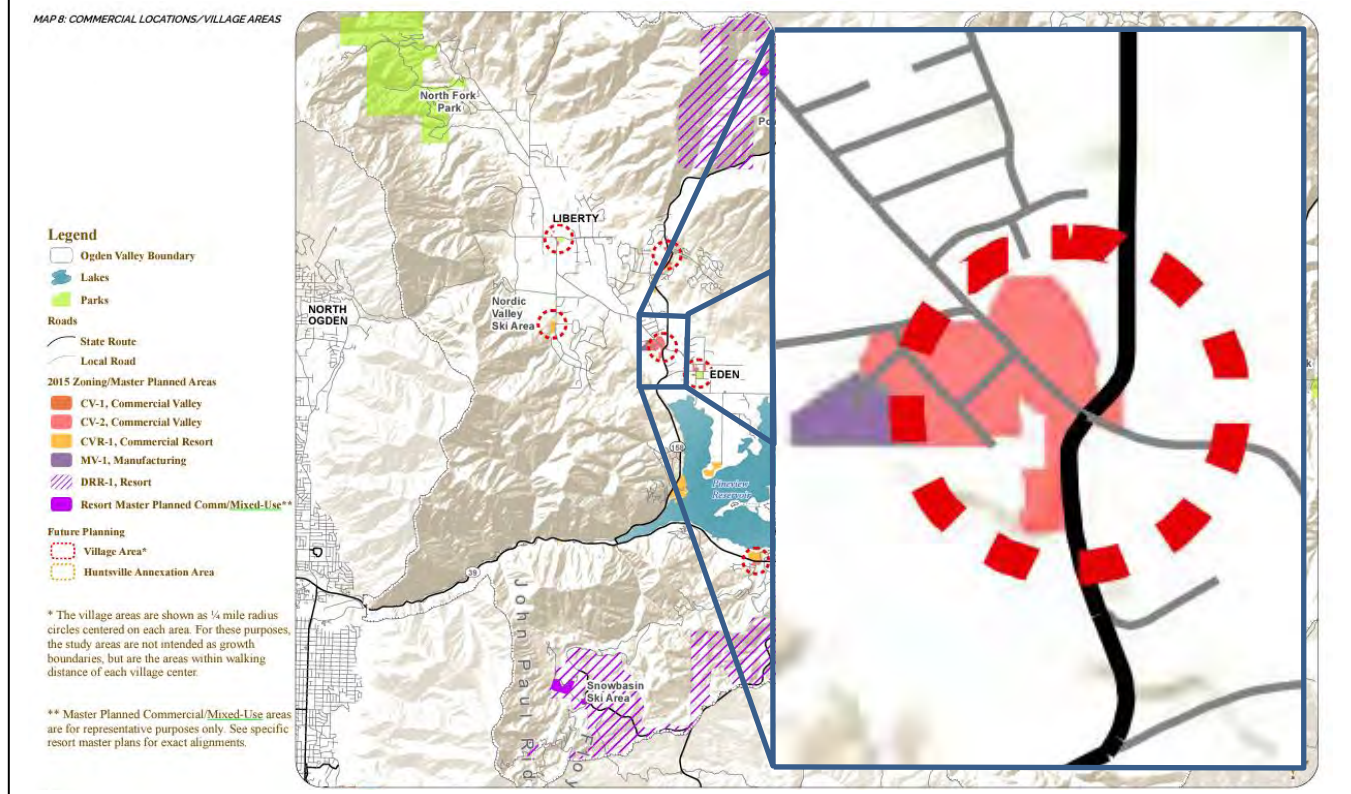 MAP 8: COMMERCIAL LOCATIONS/VILLAGE AREAS
Legend
Ogden Valley Boundary
Lakes
Parks
Roads
State Route
Local Road
2015 Zoning/Master Planned Areas
CV-1, Commercial Valley
CV-2, Commercial Valley
CVR-1, Commercial Resort
MV-1, Manufacturing
DRR-1, Resort
Resort Master Planned Comm/Mixed-Use**
Future Planning
Village Area*
Huntsville Annexation Area
* The village areas are shown as ¼ mile radius
circles centered on each area. For these purposes,
the study areas are not intended as growth
boundaries, but are the areas within walking
distance of each village center.
** Master Planned Commercial/Mixed-Use areas
are for representative purposes only. See specific
resort master plans for exact alignments.
North Fork
Park
Po
LIBERTY
Nordic
Valley
Ski Area
NORTH
OGDEN
EDEN
158
Pineview
Reservoir
39
John Paul Rid
Snowbasin
Ski Area